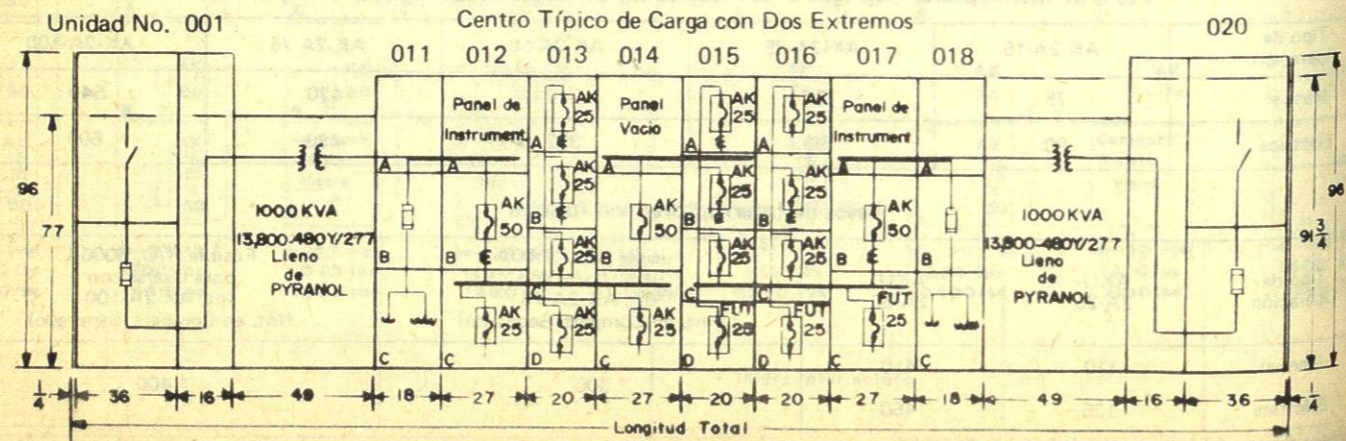 Unidad No. 001
Centro Típico de Carga con Dos Extremos
020
011 012 013 014 015 016 017 018
Panel de
Instrument
AK
25
Panel
Vacio
AK
25
AK
25
Panel de
Instrument
A A A A A A A A
AK
25
AK
25
AK
25
96
77
1000 KVA
13,800-480Y/277
Lleno
de
PYRANOL
AK
50
AK
50
1000 KVA
13,800-480Y/277
Lleno
de
PYRANOL
96
91 3/4
B B B B B B B B
AK
25
AK
25
AK
25
C C C
AK
25
AK
25
AK
25
FUT
25
FUT
25
FUT
25
C C D C D D C C
1/4 36 16 49 18 27 20 27 20 20 27 18 49 16 36 1/4
Longitud Total